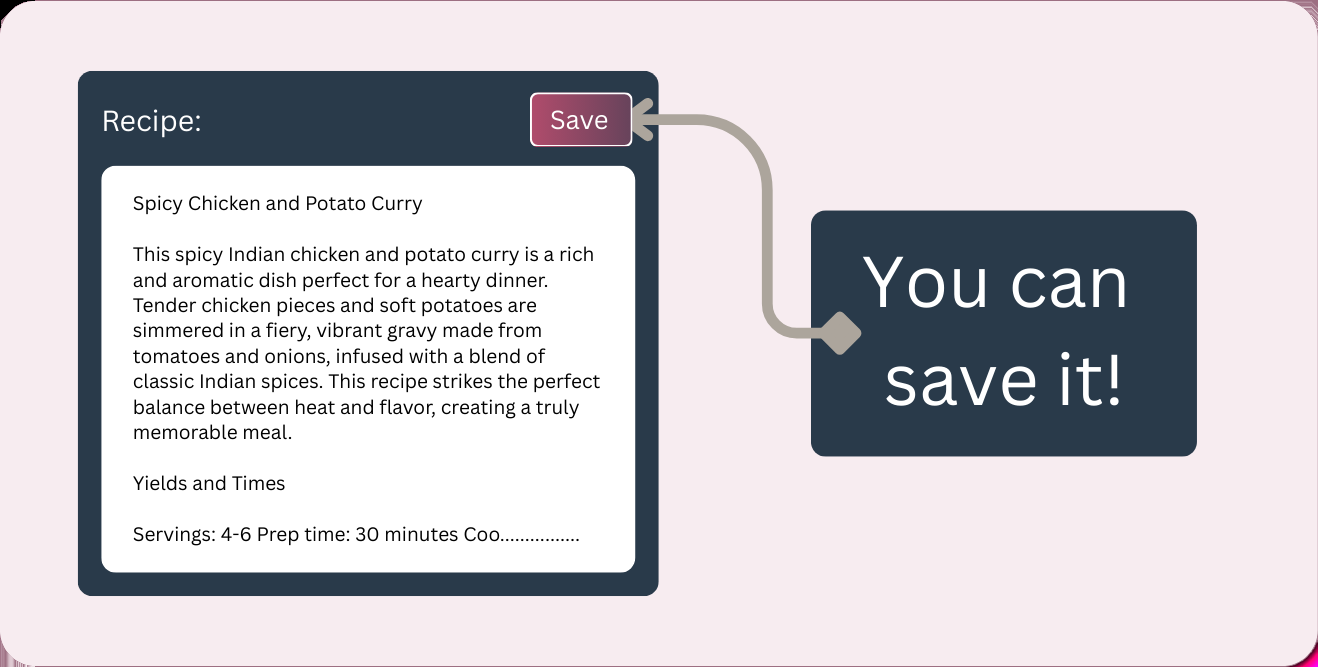 Recipe:
Save
Spicy Chicken and Potato Curry
This spicy Indian chicken and potato curry is a rich
and aromatic dish perfect for a hearty dinner.
Tender chicken pieces and soft potatoes are
simmered in a fiery, vibrant gravy made from
tomatoes and onions, infused with a blend of
classic Indian spices. This recipe strikes the perfect
balance between heat and flavor, creating a truly
memorable meal.
Yields and Times
Servings: 4-6 Prep time: 30 minutes Coo................
You can
save it!